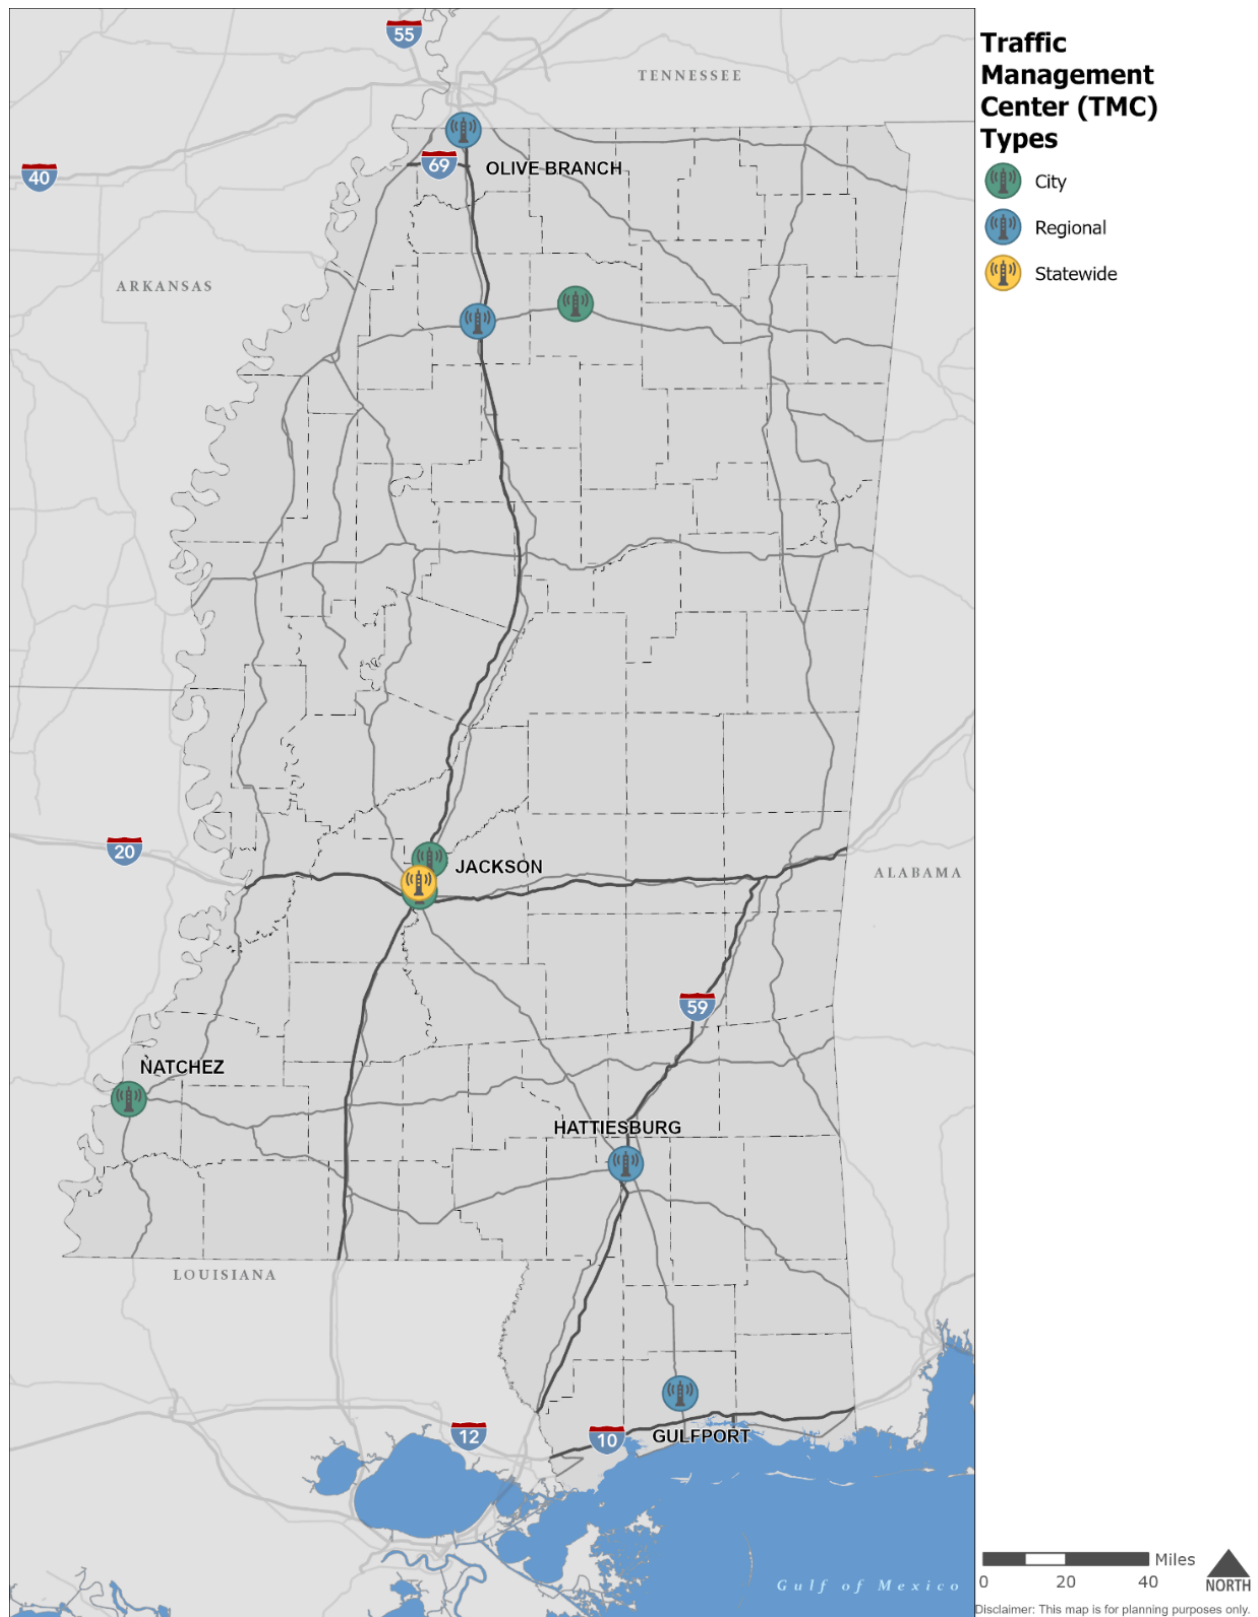 Traffic
Management
Center (TMC)
Types
City
Regional
Statewide
55
TENNESSEE
40
69
OLIVE BRANCH
ARKANSAS
20
JACKSON
ALABAMA
59
NATCHEZ
HATTIESBURG
LOUISIANA
12
10
GULFPORT
Gulf of Mexico
Miles
0 20 40
NORTH
Disclaimer: This map is for planning purposes only.